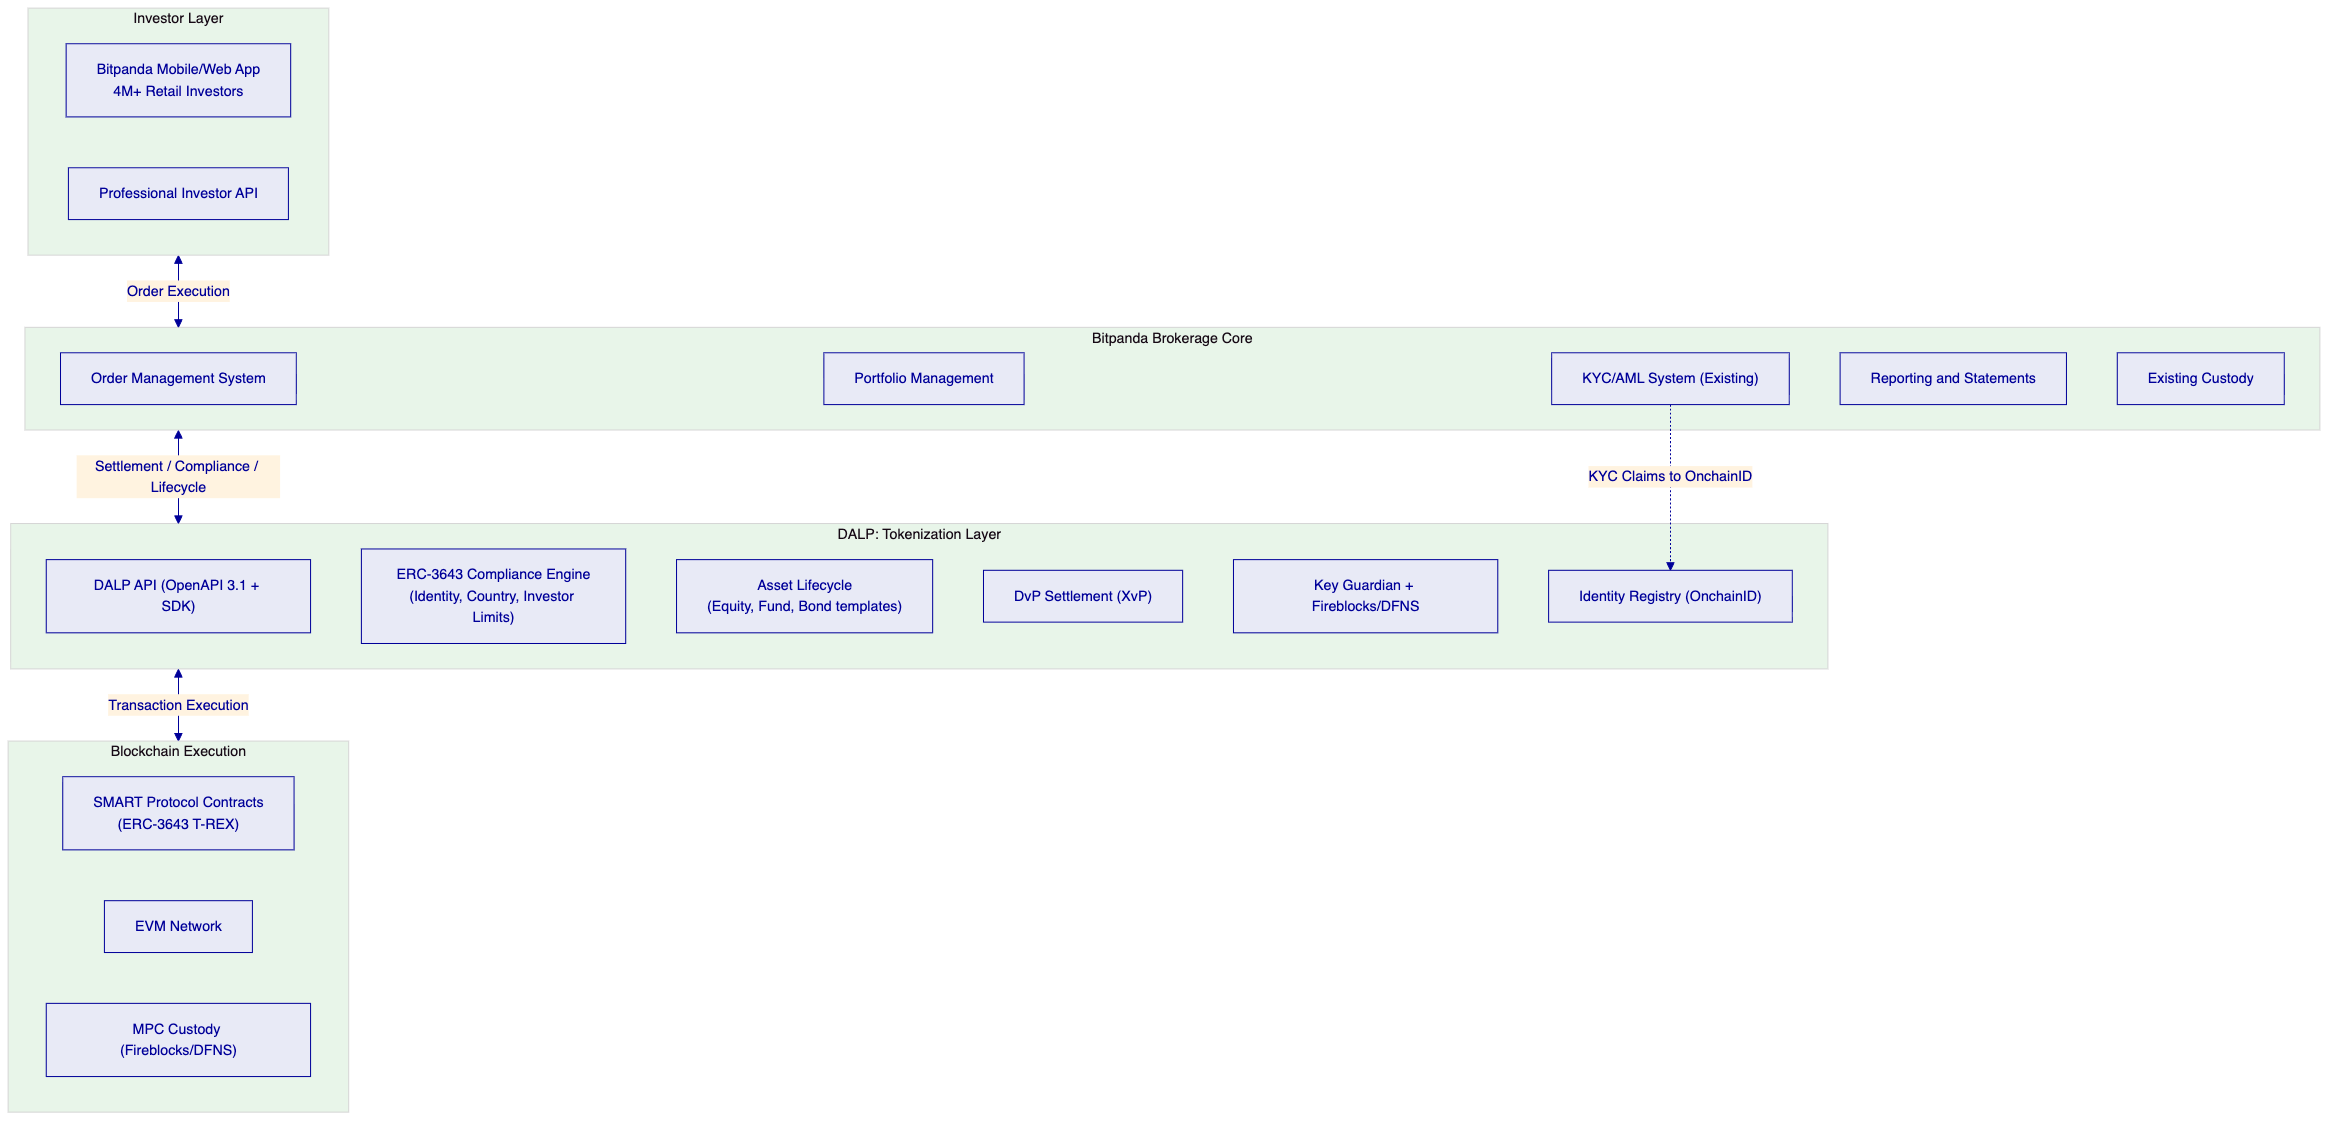 Investor Layer
Bitpanda Mobile/Web App
4M+ Retail Investors
Professional Investor API
Order Execution
Bitpanda Brokerage Core
Order Management System
Portfolio Management
KYC/AML System (Existing)
Reporting and Statements
Existing Custody
Settlement / Compliance /
Lifecycle
KYC Claims to OnchainID
DALP: Tokenization Layer
DALP API (OpenAPI 3.1 +
SDK)
ERC-3643 Compliance Engine
(Identity, Country, Investor
Limits)
Asset Lifecycle
(Equity, Fund, Bond templates)
DvP Settlement (XvP)
Key Guardian +
Fireblocks/DFNS
Identity Registry (OnchainID)
Transaction Execution
Blockchain Execution
SMART Protocol Contracts
(ERC-3643 T-REX)
EVM Network
MPC Custody
(Fireblocks/DFNS)